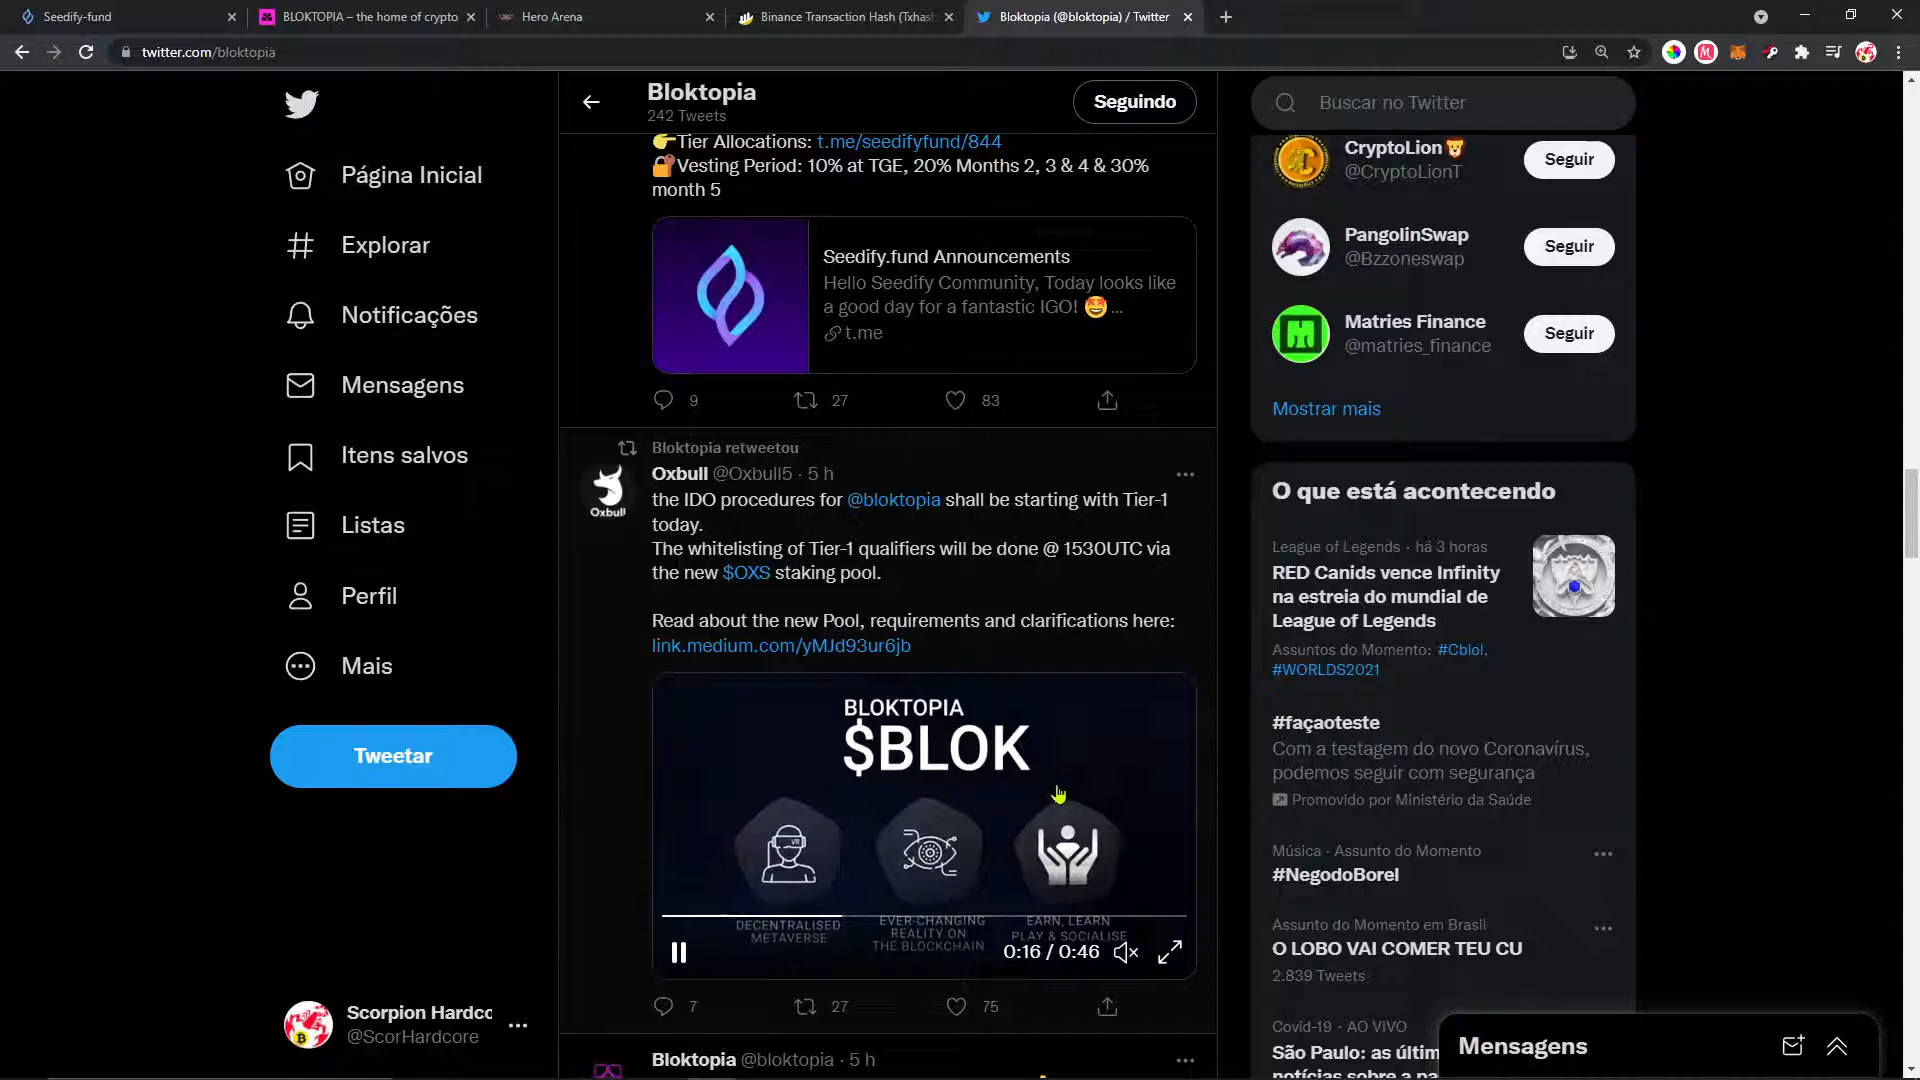 Seedify-fund
BLOKTOPIA – the home of crypto
Hero Arena
Binance Transaction Hash (Txhas
Bloktopia (@bloktopia) / Twitter
twitter.com/bloktopia
Página Inicial
Explorar
Notificações
Mensagens
Itens salvos
Listas
Perfil
Mais
Tweetar
Scorpion Hardcc
@ScorHardcore
Bloktopia
242 Tweets
Seguindo
👉Tier Allocations: t.me/seedifyfund/844
🔐Vesting Period: 10% at TGE, 20% Months 2, 3 & 4 & 30%
month 5
Seedify.fund Announcements
Hello Seedify Community, Today looks like
a good day for a fantastic IGO! 🤩 ...
t.me
9 27 83
Bloktopia retweetou
Oxbull @Oxbull5 · 5 h
Oxbull
the IDO procedures for @bloktopia shall be starting with Tier-1
today.
The whitelisting of Tier-1 qualifiers will be done @ 1530UTC via
the new $OXS staking pool.
Read about the new Pool, requirements and clarifications here:
link.medium.com/yMJd93ur6jb
BLOKTOPIA
$BLOK
VR
DECENTRALISED
METAVERSE
EVER-CHANGING
REALITY ON
THE BLOCKCHAIN
EARN, LEARN
PLAY & SOCIALISE
0:16 / 0:46
7 27 75
Bloktopia @bloktopia · 5 h
Buscar no Twitter
CryptoLion🦁
@CryptoLionT
Seguir
PangolinSwap
@Bzzoneswap
Seguir
Matries Finance
@matries_finance
Seguir
Mostrar mais
O que está acontecendo
League of Legends · há 3 horas
RED Canids vence Infinity
na estreia do mundial de
League of Legends
Assuntos do Momento: #Cblol,
#WORLDS2021
#façaoteste
Com a testagem do novo Coronavírus,
podemos seguir com segurança
Promovido por Ministério da Saúde
Música · Assunto do Momento
#NegodoBorel
Assunto do Momento em Brasil
O LOBO VAI COMER TEU CU
2.839 Tweets
Covid-19 · AO VIVO
São Paulo: as últim
notícias sobre a pa
Mensagens